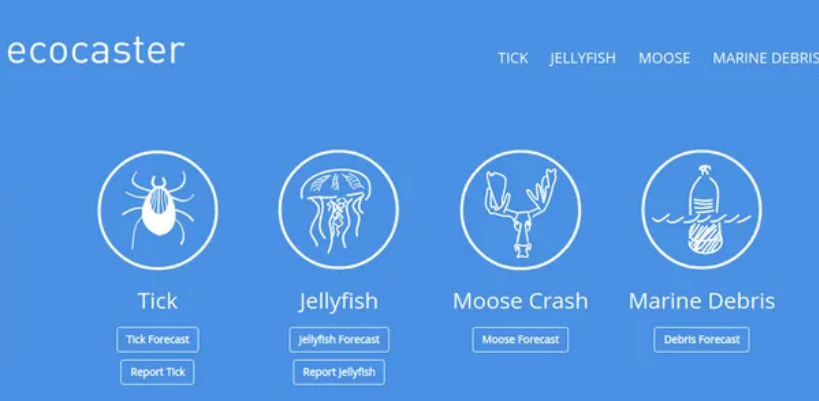 ecocaster
TICK JELLYFISH MOOSE MARINE DEBRIS
Tick Jellyfish Moose Crash Marine Debris
Tick Forecast Jellyfish Forecast Moose Forecast Debris Forecast
Report Tick Report Jellyfish